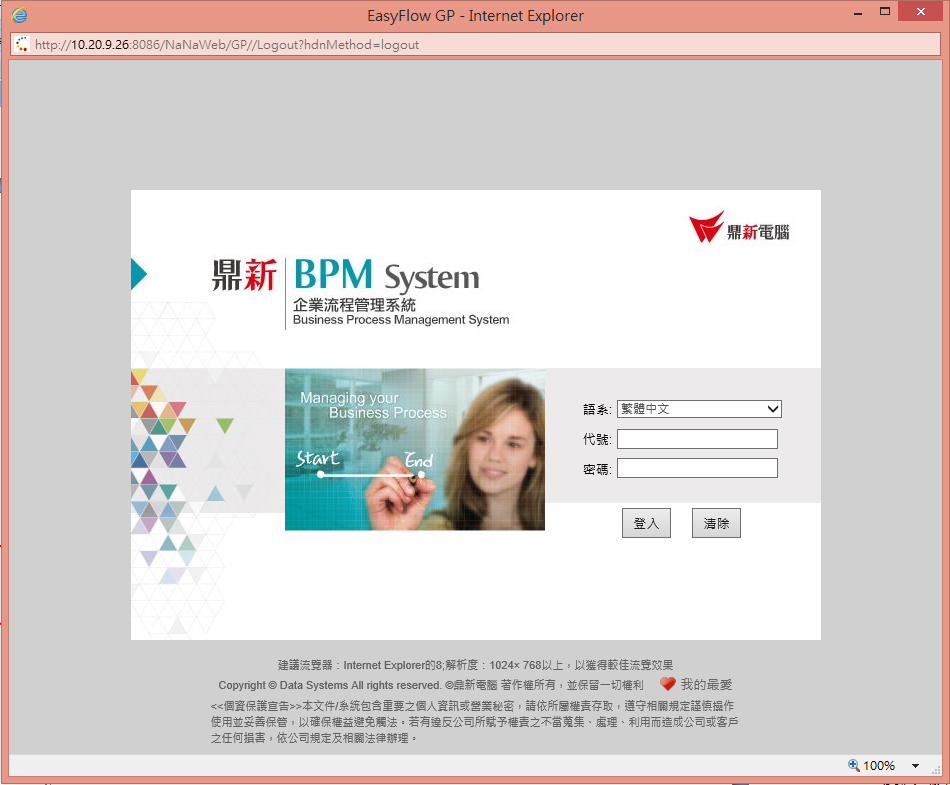 EasyFlow GP - Internet Explorer
http://10.20.9.26:8086/NaNaWeb/GP//Logout?hdnMethod=logout
鼎新電腦
鼎新 BPM System
企業流程管理系統
Business Process Management System
Managing your
Business Process
Start End
語系: 繁體中文
代號:
密碼:
登入 清除
建議流覽器：Internet Explorer的8;解析度：1024× 768以上，以獲得較佳流覽效果
Copyright © Data Systems All rights reserved. ©鼎新電腦 著作權所有，並保留一切權利 我的最愛
<<個資保護宣告>>本文件/系統包含重要之個人資訊或營業秘密，請依所屬權責存取，遵守相關規定謹慎操作
使用並妥善保管，以確保權益避免觸法。若有違反公司所賦予權責之不當蒐集、處理、利用而造成公司或客戶
之任何損害，依公司規定及相關法律辦理。
100%